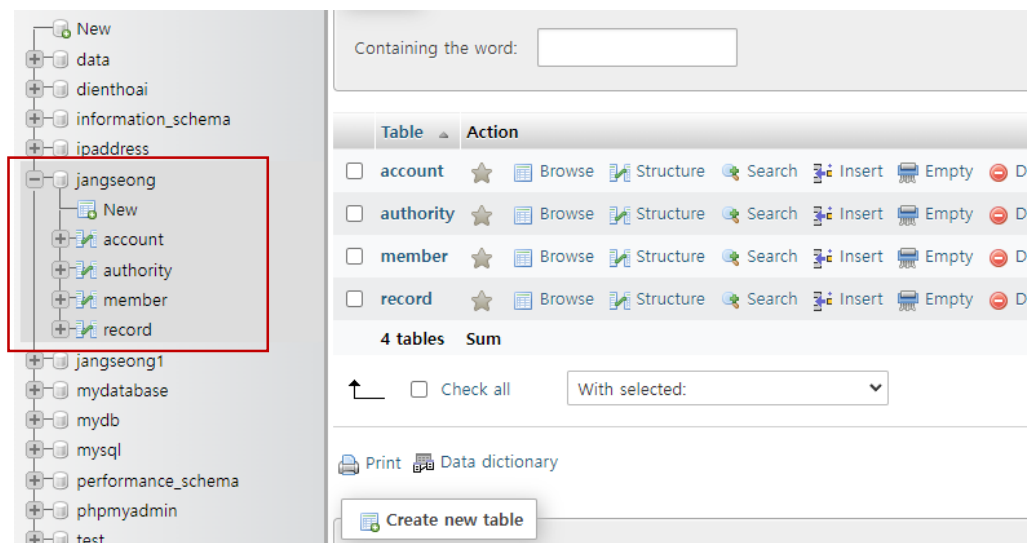 New
data
dienthoai
information_schema
ipaddress
jangseong
New
account
authority
member
record
jangseong1
mydatabase
mydb
mysql
performance_schema
phpmyadmin
test
Containing the word:
Table Action
account Browse Structure Search Insert Empty D
authority Browse Structure Search Insert Empty D
member Browse Structure Search Insert Empty D
record Browse Structure Search Insert Empty D
4 tables Sum
Check all With selected:
Print Data dictionary
Create new table